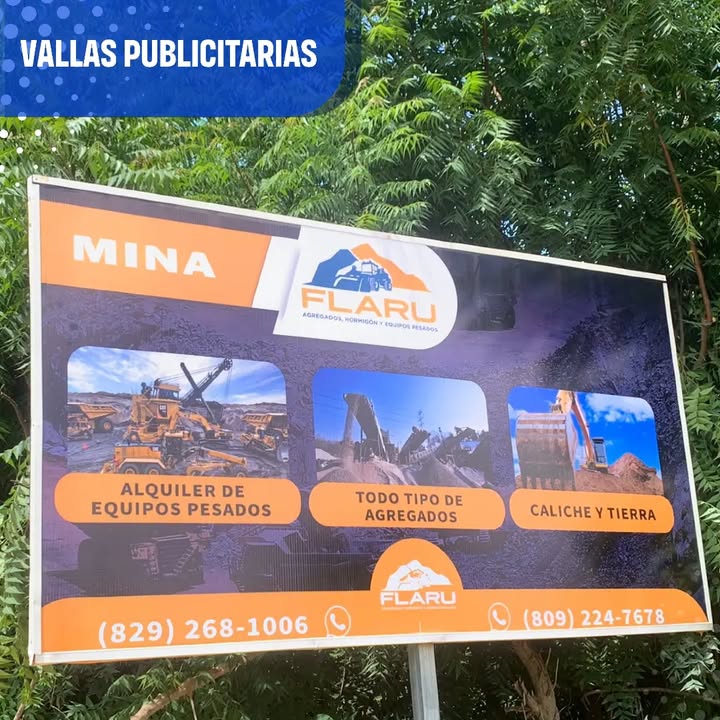 VALLAS PUBLICITARIAS
MINA
FLARU
AGREGADOS, HORMIGÓN Y EQUIPOS PESADOS
ALQUILER DE
EQUIPOS PESADOS
TODO TIPO DE
AGREGADOS
CALICHE Y TIERRA
FLARU
(829) 268-1006
(809) 224-7678